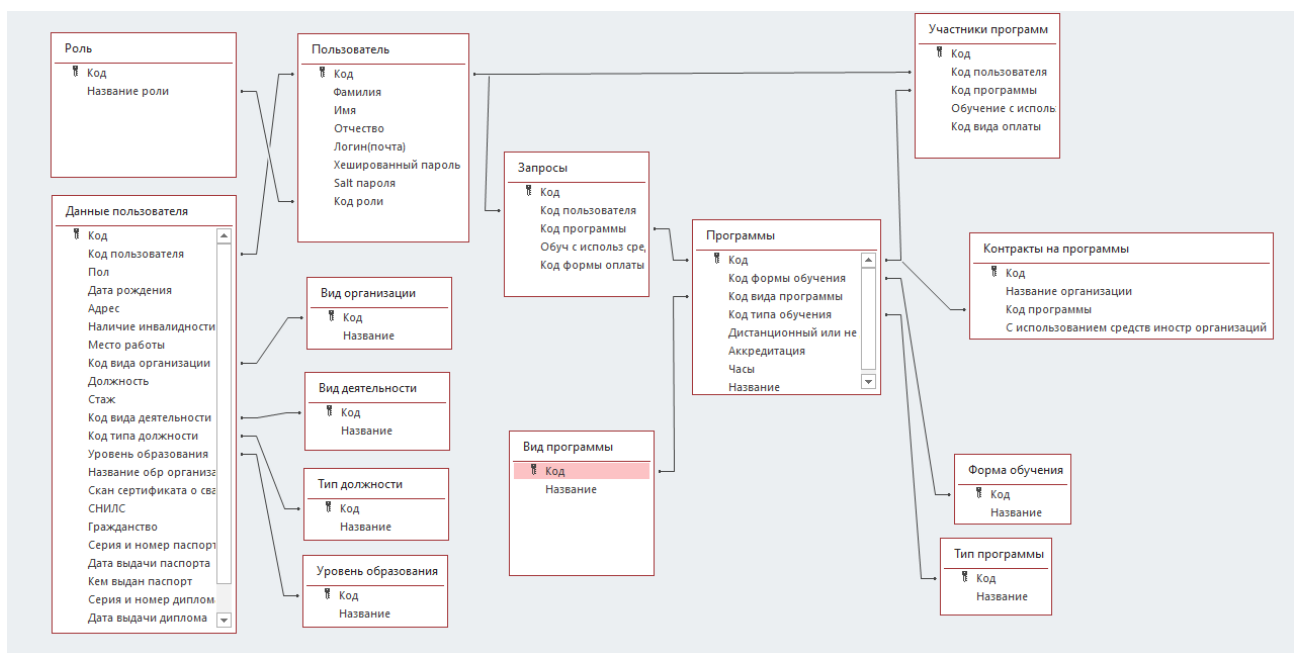 Роль
Код
Название роли
Пользователь
Код
Фамилия
Имя
Отчество
Логин(почта)
Хешированный пароль
Salt пароля
Код роли
Участники программ
Код
Код пользователя
Код программы
Обучение с исполь
Код вида оплаты
Данные пользователя
Код
Код пользователя
Пол
Дата рождения
Адрес
Наличие инвалидности
Место работы
Код вида организации
Должность
Стаж
Код вида деятельности
Код типа должности
Уровень образования
Название обр организа
Скан сертификата о сва
СНИЛС
Гражданство
Серия и номер паспорт
Дата выдачи паспорта
Кем выдан паспорт
Серия и номер диплом
Дата выдачи диплома
Вид организации
Код
Название
Вид деятельности
Код
Название
Тип должности
Код
Название
Уровень образования
Код
Название
Запросы
Код
Код пользователя
Код программы
Обуч с использ сред
Код формы оплаты
Вид программы
Код
Название
Программы
Код
Код формы обучения
Код вида программы
Код типа обучения
Дистанционный или не
Аккредитация
Часы
Название
Контракты на программы
Код
Название организации
Код программы
С использованием средств иностр организаций
Форма обучения
Код
Название
Тип программы
Код
Название